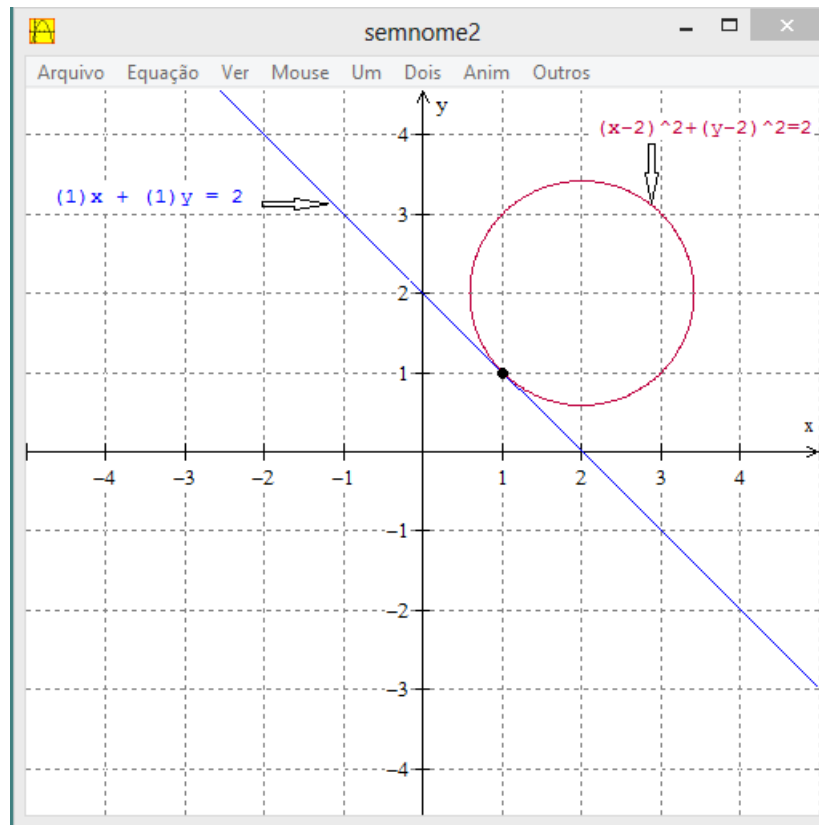 semnome2
Arquivo Equação Ver Mouse Um Dois Anim Outros
y
(x-2)^2+(y-2)^2=2
(1)x + (1)y = 2
4
3
2
1
x
−4 −3 −2 −1 1 2 3 4
−1
−2
−3
−4